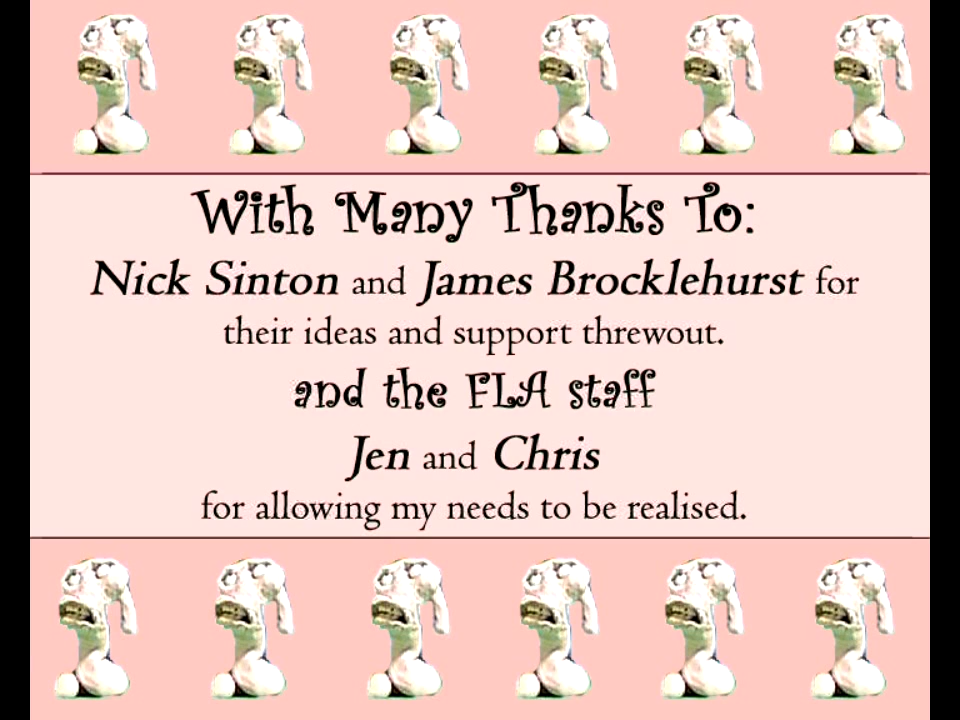 With Many Thanks To:
Nick Sinton and James Brocklehurst for
their ideas and support threwout.
and the FLA staff
Jen and Chris
for allowing my needs to be realised.